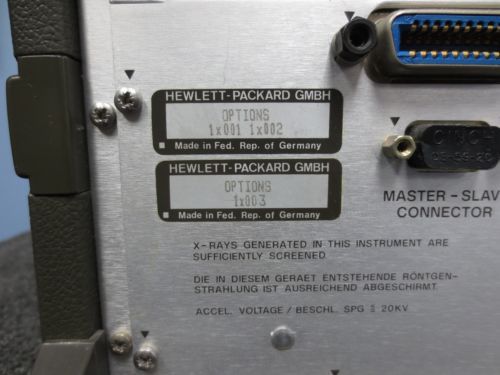 HEWLETT-PACKARD GMBH
OPTIONS
1x001 1x002
Made in Fed. Rep. of Germany
HEWLETT-PACKARD GMBH
OPTIONS
1x003
Made in Fed. Rep. of Germany
CINCH
MASTER - SLAV
CONNECTOR
X-RAYS GENERATED IN THIS INSTRUMENT ARE
SUFFICIENTLY SCREENED
DIE IN DIESEM GERAET ENTSTEHENDE RÖNTGEN-
STRAHLUNG IST AUSREICHEND ABGESCHIRMT
ACCEL. VOLTAGE / BESCHL. SPG ≅ 20KV